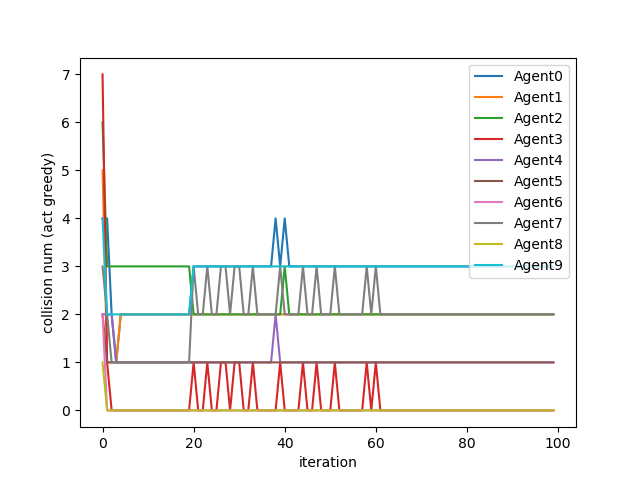 7
6
5
4
3
2
1
0
collision num (act greedy)
0
20
40
60
80
100
iteration
Agent0
Agent1
Agent2
Agent3
Agent4
Agent5
Agent6
Agent7
Agent8
Agent9